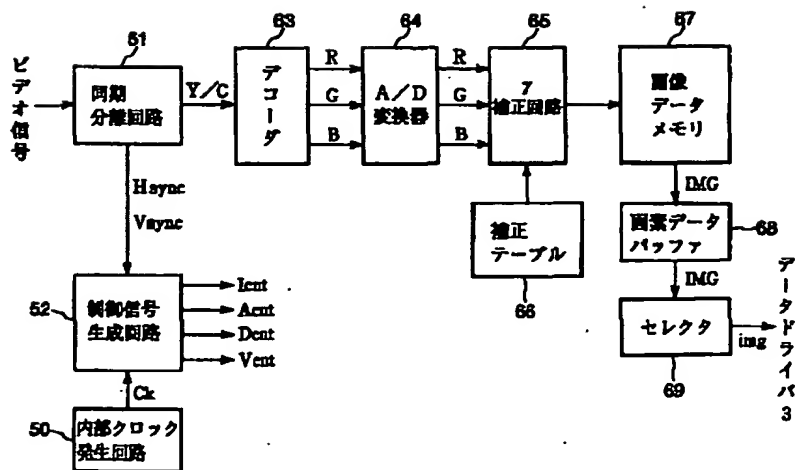 51
63
64
65
67
ビデオ信号
同期
分離回路
Y/C
デコーダ
R
G
B
A/D
変換器
R
G
B
γ
補正回路
画像
データ
メモリ
Hsync
Vsync
IMG
補正
テーブル
66
画素データ
バッファ
68
IMG
52
制御信号
生成回路
Icnt
Acnt
Dcnt
Vcnt
セレクタ
69
img
データドライバ3
Ck
50
内部クロック
発生回路